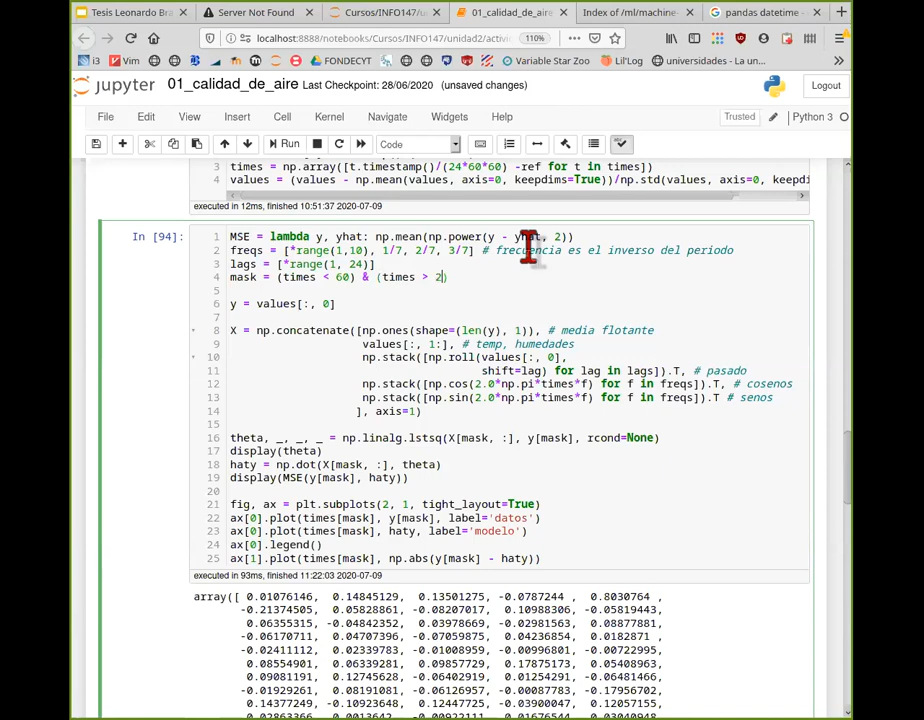 Tesis Leonardo Bra
Server Not Found
Cursos/INFO147/u
01_calidad_de_aire
Index of /ml/machine-
pandas datetime -
localhost:8888/notebooks/Cursos/INFO147/unidad2/activ
110%
i3
Vim
FONDECYT
Variable Star Zoo
Lil'Log
universidades - La un...
jupyter 01_calidad_de_aire Last Checkpoint: 28/06/2020 (unsaved changes)
Logout
File Edit View Insert Cell Kernel Navigate Widgets Help
Trusted
Python 3
Run
Code
3 times = np.array([t.timestamp()/(24*60*60) -ref for t in times])
4 values = (values - np.mean(values, axis=0, keepdims=True))/np.std(values, axis=0, keepdi
executed in 12ms, finished 10:51:37 2020-07-09
In [94]:
1 MSE = lambda y, yhat: np.mean(np.power(y - yhat, 2))
2 freqs = [*range(1,10), 1/7, 2/7, 3/7] # frecuencia es el inverso del periodo
3 lags = [*range(1, 24)]
4 mask = (times < 60) & (times > 2)
5
6 y = values[:, 0]
7
8 X = np.concatenate([np.ones(shape=(len(y), 1)), # media flotante
9 values[:, 1:], # temp, humedades
10 np.stack([np.roll(values[:, 0],
11 shift=lag) for lag in lags]).T, # pasado
12 np.stack([np.cos(2.0*np.pi*times*f) for f in freqs]).T, # cosenos
13 np.stack([np.sin(2.0*np.pi*times*f) for f in freqs]).T # senos
14 ], axis=1)
15
16 theta, _, _, _ = np.linalg.lstsq(X[mask, :], y[mask], rcond=None)
17 display(theta)
18 haty = np.dot(X[mask, :], theta)
19 display(MSE(y[mask], haty))
20
21 fig, ax = plt.subplots(2, 1, tight_layout=True)
22 ax[0].plot(times[mask], y[mask], label='datos')
23 ax[0].plot(times[mask], haty, label='modelo')
24 ax[0].legend()
25 ax[1].plot(times[mask], np.abs(y[mask] - haty))
executed in 93ms, finished 11:22:03 2020-07-09
array([ 0.01076146, 0.14845129, 0.13501275, -0.0787244 , 0.8030764 ,
-0.21374505, 0.05828861, -0.08207017, 0.10988306, -0.05819443,
0.06355315, -0.04842352, 0.03978669, -0.02981563, 0.08877881,
-0.06170711, 0.04707396, -0.07059875, 0.04236854, 0.0182871 ,
-0.02411112, 0.02339783, -0.01008959, -0.00996801, -0.00722995,
0.08554901, 0.06339281, 0.09857729, 0.17875023, 0.05408963,
0.09081191, 0.12745628, -0.06402919, 0.01254291, -0.06481466,
-0.01929261, 0.08191081, -0.06126957, -0.00087783, -0.17956702,
0.14377249, -0.10923648, 0.12447725, -0.03900047, 0.12057155,